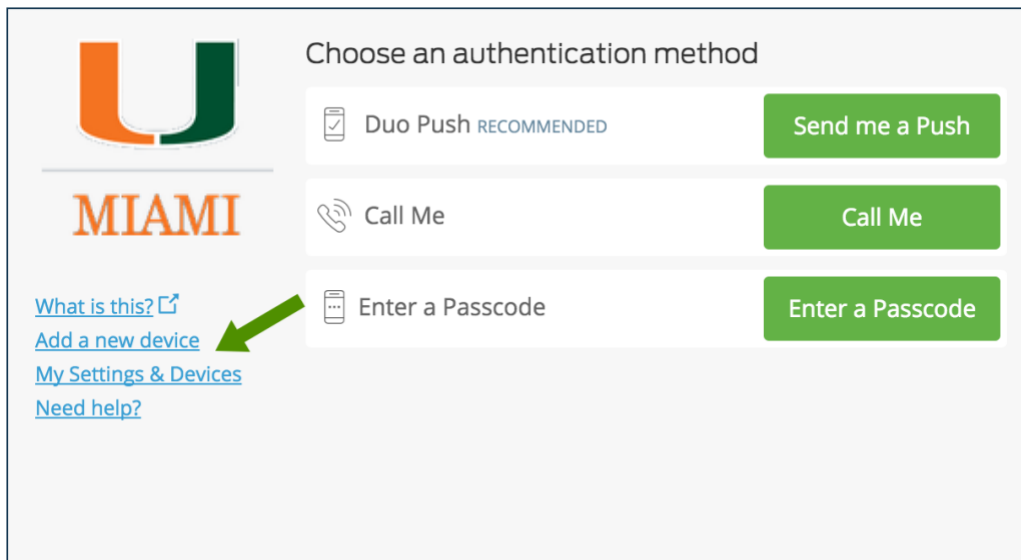 Choose an authentication method
Duo Push RECOMMENDED
Send me a Push
Call Me
Call Me
Enter a Passcode
Enter a Passcode
U
MIAMI
What is this?
Add a new device
My Settings & Devices
Need help?